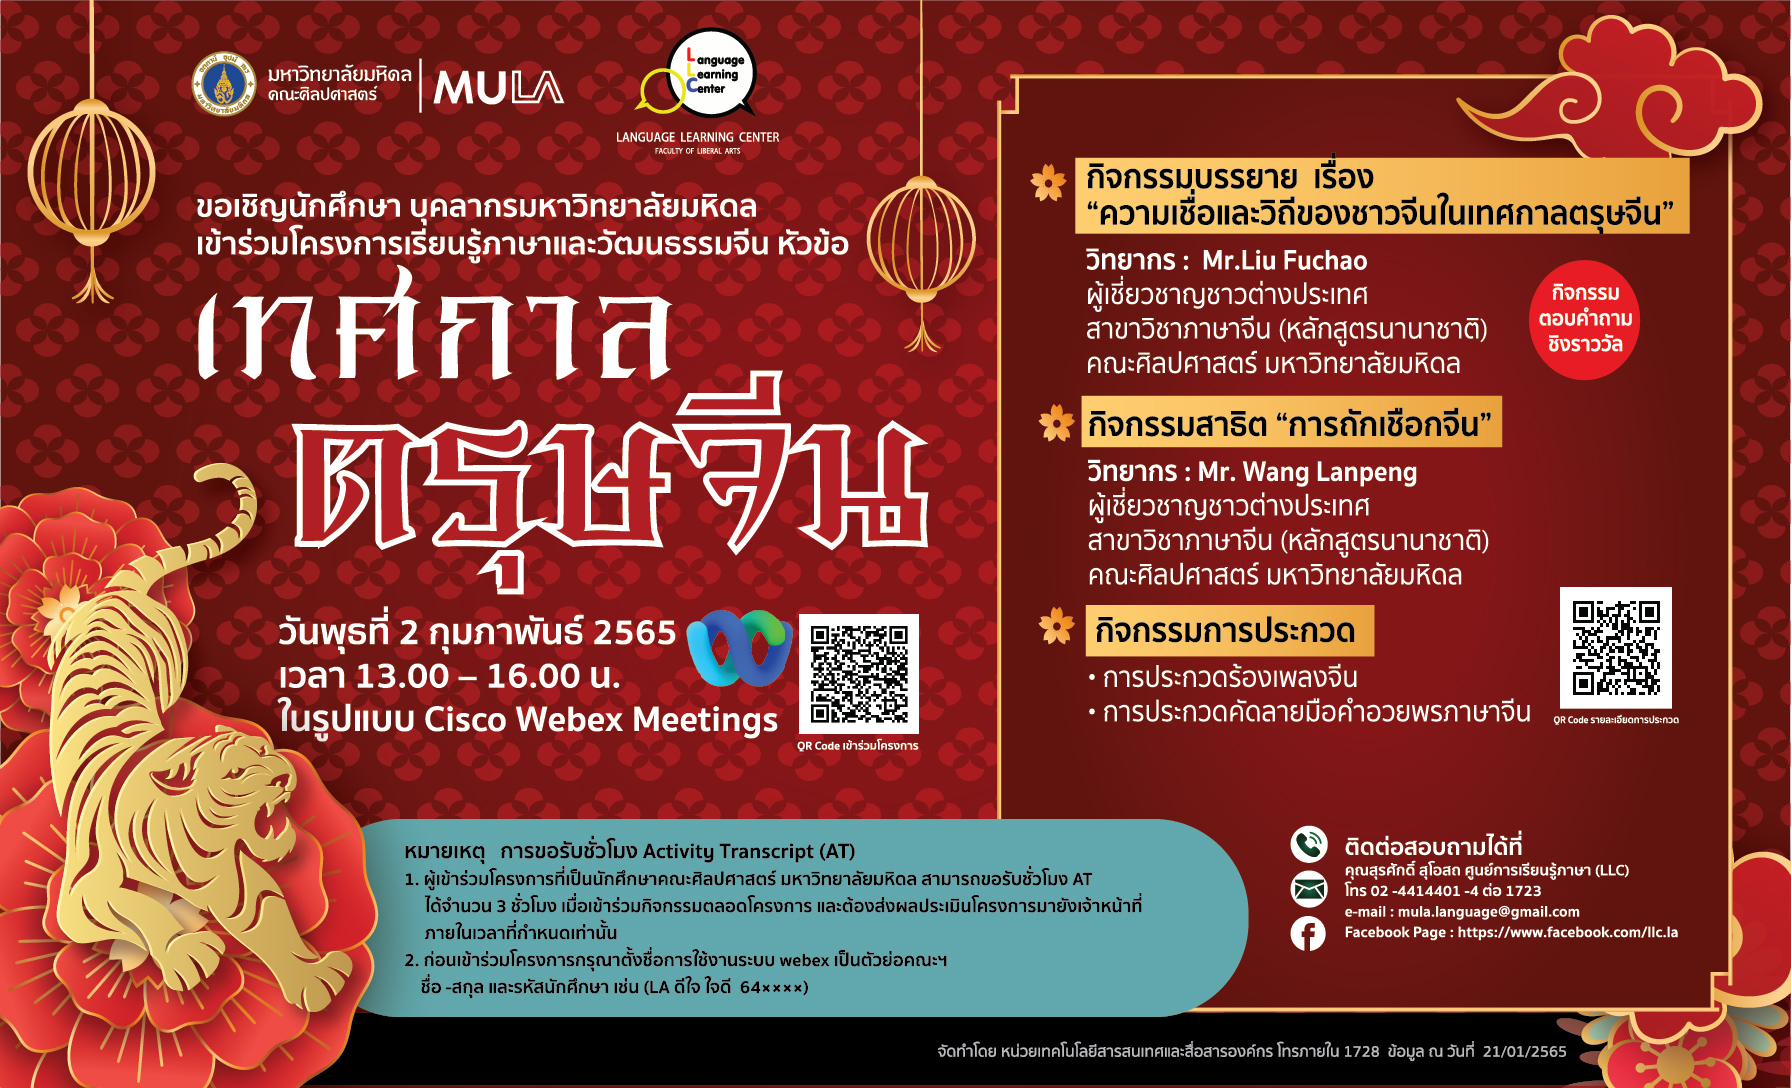 มหาวิทยาลัยมหิดล
คณะศิลปศาสตร์
MULA
Language
Learning
Center
LANGUAGE LEARNING CENTER
FACULTY OF LIBERAL ARTS
ขอเชิญนักศึกษา บุคลากรมหาวิทยาลัยมหิดล
เข้าร่วมโครงการเรียนรู้ภาษาและวัฒนธรรมจีน หัวข้อ
เทศกาล
ตรุษจีน
วันพุธที่ 2 กุมภาพันธ์ 2565
เวลา 13.00 – 16.00 น.
ในรูปแบบ Cisco Webex Meetings
QR Code เข้าร่วมโครงการ
กิจกรรมบรรยาย เรื่อง
“ความเชื่อและวิถีของชาวจีนในเทศกาลตรุษจีน”
วิทยากร : Mr.Liu Fuchao
ผู้เชี่ยวชาญชาวต่างประเทศ
สาขาวิชาภาษาจีน (หลักสูตรนานาชาติ)
คณะศิลปศาสตร์ มหาวิทยาลัยมหิดล
กิจกรรม
ตอบคำถาม
ชิงราววัล
กิจกรรมสาธิต “การถักเชือกจีน”
วิทยากร : Mr. Wang Lanpeng
ผู้เชี่ยวชาญชาวต่างประเทศ
สาขาวิชาภาษาจีน (หลักสูตรนานาชาติ)
คณะศิลปศาสตร์ มหาวิทยาลัยมหิดล
กิจกรรมการประกวด
• การประกวดร้องเพลงจีน
• การประกวดคัดลายมือคำอวยพรภาษาจีน
QR Code รายละเอียดการประกวด
หมายเหตุ การขอรับชั่วโมง Activity Transcript (AT)
1. ผู้เข้าร่วมโครงการที่เป็นนักศึกษาคณะศิลปศาสตร์ มหาวิทยาลัยมหิดล สามารถขอรับชั่วโมง AT
ได้จำนวน 3 ชั่วโมง เมื่อเข้าร่วมกิจกรรมตลอดโครงการ และต้องส่งผลประเมินโครงการมายังเจ้าหน้าที่
ภายในเวลาที่กำหนดเท่านั้น
2. ก่อนเข้าร่วมโครงการกรุณาตั้งชื่อการใช้งานระบบ webex เป็นตัวย่อคณะฯ
ชื่อ -สกุล และรหัสนักศึกษา เช่น (LA ดีใจ ใจดี 64××××)
ติดต่อสอบถามได้ที่
คุณสุรศักดิ์ สุโอสถ ศูนย์การเรียนรู้ภาษา (LLC)
โทร 02 -4414401 -4 ต่อ 1723
e-mail : mula.language@gmail.com
Facebook Page : https://www.facebook.com/llc.la
จัดทำโดย หน่วยเทคโนโลยีสารสนเทศและสื่อสารองค์กร โทรภายใน 1728 ข้อมูล ณ วันที่ 21/01/2565